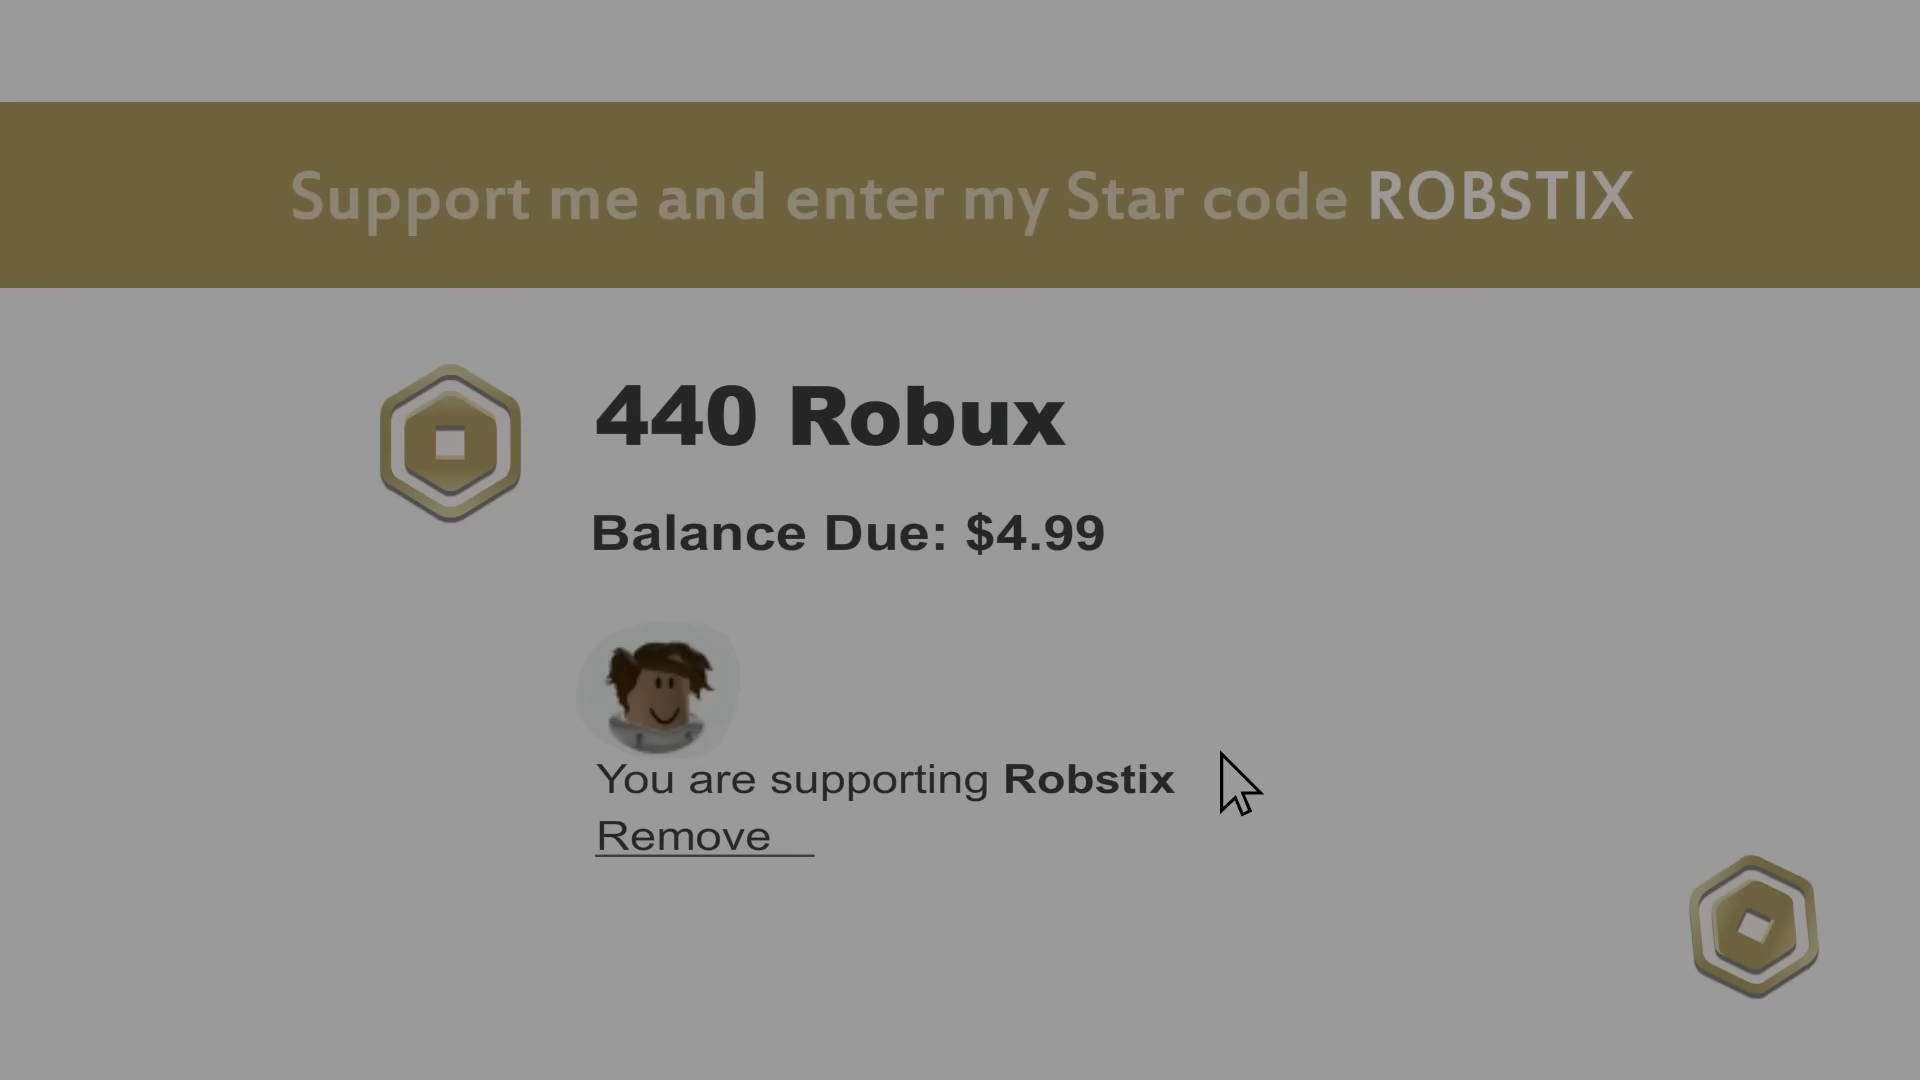 Support me and enter my Star code ROBSTIX
440 Robux
Balance Due: $4.99
You are supporting Robstix
Remove